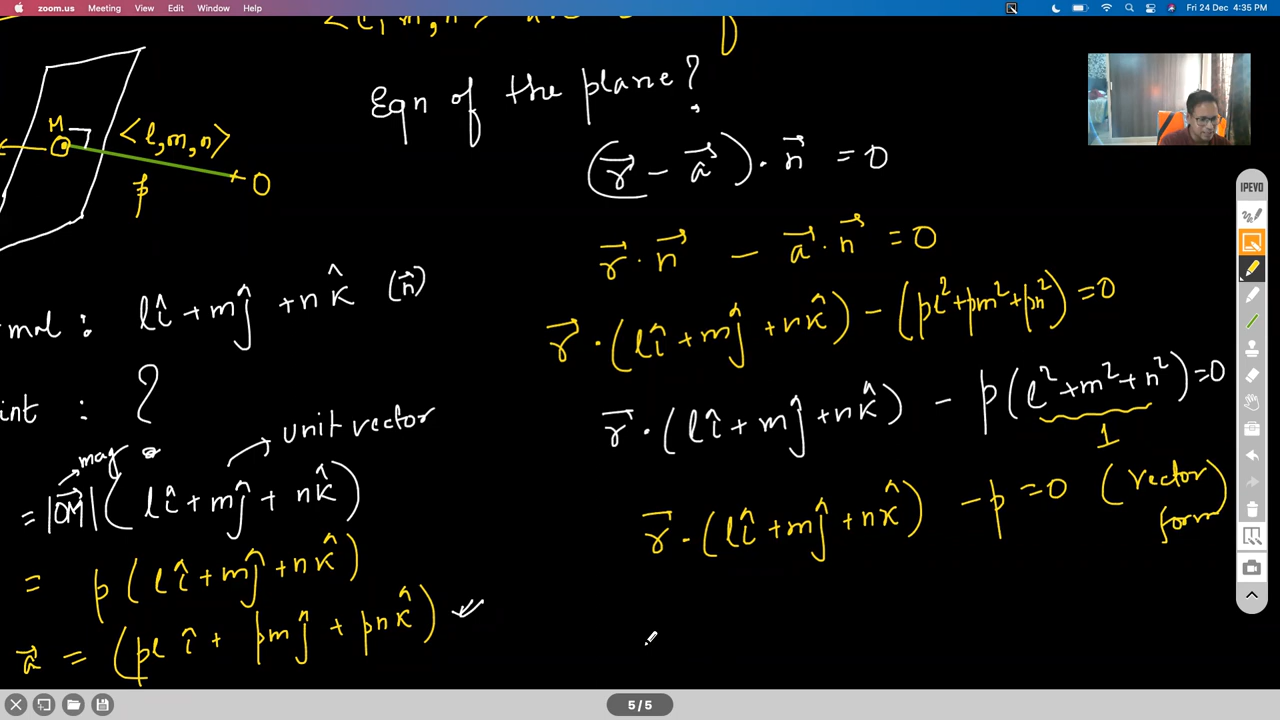 zoom.us Meeting View Edit Window Help Fri 24 Dec 4:35 PM
<l, m, n>
Eqn of the plane?
M <l,m,n>
p O
(r⃗ − a⃗) · n⃗ = 0
r⃗ · n⃗ − a⃗ · n⃗ = 0
mal : lî + mĵ + nk̂ (n⃗)
r⃗ · (lî + mĵ + nk̂) − (pl² + pm² + pn²) = 0
int : ?
r⃗ · (lî + mĵ + nk̂) − p(l² + m² + n²) = 0
1
mag unit vector
= |OM⃗| (lî + mĵ + nk̂)
r⃗ · (lî + mĵ + nk̂) − p = 0 (vector form)
= p(lî + mĵ + nk̂)
a⃗ = (pl î + pmĵ + pnk̂)
IPEVO
5/5